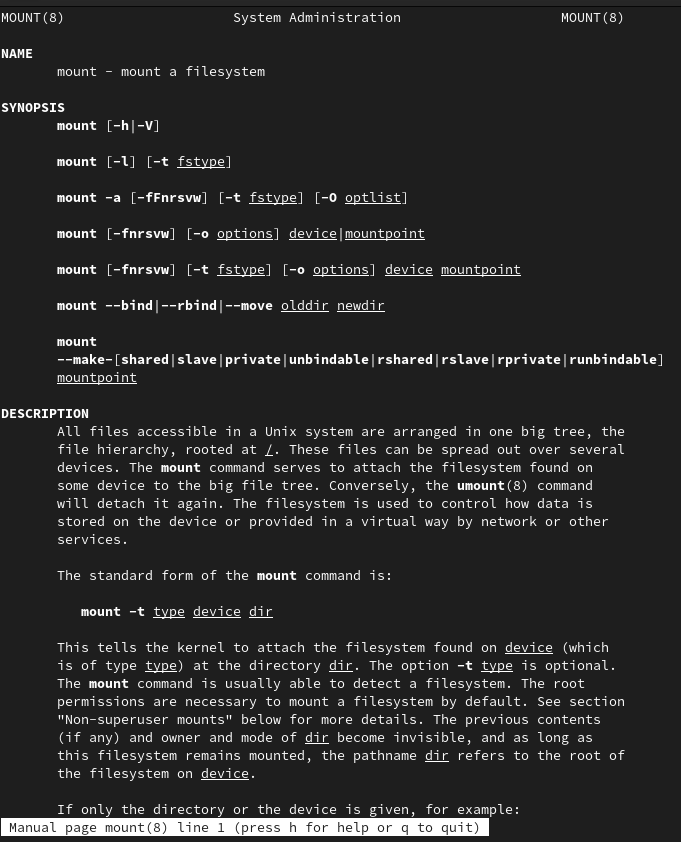 MOUNT(8)                     System Administration                    MOUNT(8)
NAME
mount - mount a filesystem
SYNOPSIS
mount [-h|-V]
mount [-l] [-t fstype]
mount -a [-fFnrsvw] [-t fstype] [-O optlist]
mount [-fnrsvw] [-o options] device|mountpoint
mount [-fnrsvw] [-t fstype] [-o options] device mountpoint
mount --bind|--rbind|--move olddir newdir
mount
--make-[shared|slave|private|unbindable|rshared|rslave|rprivate|runbindable]
mountpoint
DESCRIPTION
All files accessible in a Unix system are arranged in one big tree, the
file hierarchy, rooted at /. These files can be spread out over several
devices. The mount command serves to attach the filesystem found on
some device to the big file tree. Conversely, the umount(8) command
will detach it again. The filesystem is used to control how data is
stored on the device or provided in a virtual way by network or other
services.
The standard form of the mount command is:
mount -t type device dir
This tells the kernel to attach the filesystem found on device (which
is of type type) at the directory dir. The option -t type is optional.
The mount command is usually able to detect a filesystem. The root
permissions are necessary to mount a filesystem by default. See section
"Non-superuser mounts" below for more details. The previous contents
(if any) and owner and mode of dir become invisible, and as long as
this filesystem remains mounted, the pathname dir refers to the root of
the filesystem on device.
If only the directory or the device is given, for example:
Manual page mount(8) line 1 (press h for help or q to quit)